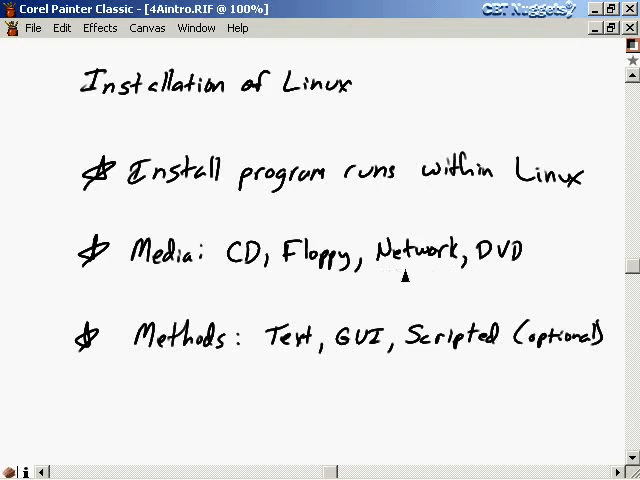 Corel Painter Classic - [4Aintro.RIF @ 100%]
CBT Nuggets
File Edit Effects Canvas Window Help
Installation of Linux
Install program runs within Linux
Media: CD, Floppy, Network, DVD
Methods: Text, GUI, Scripted (optional)